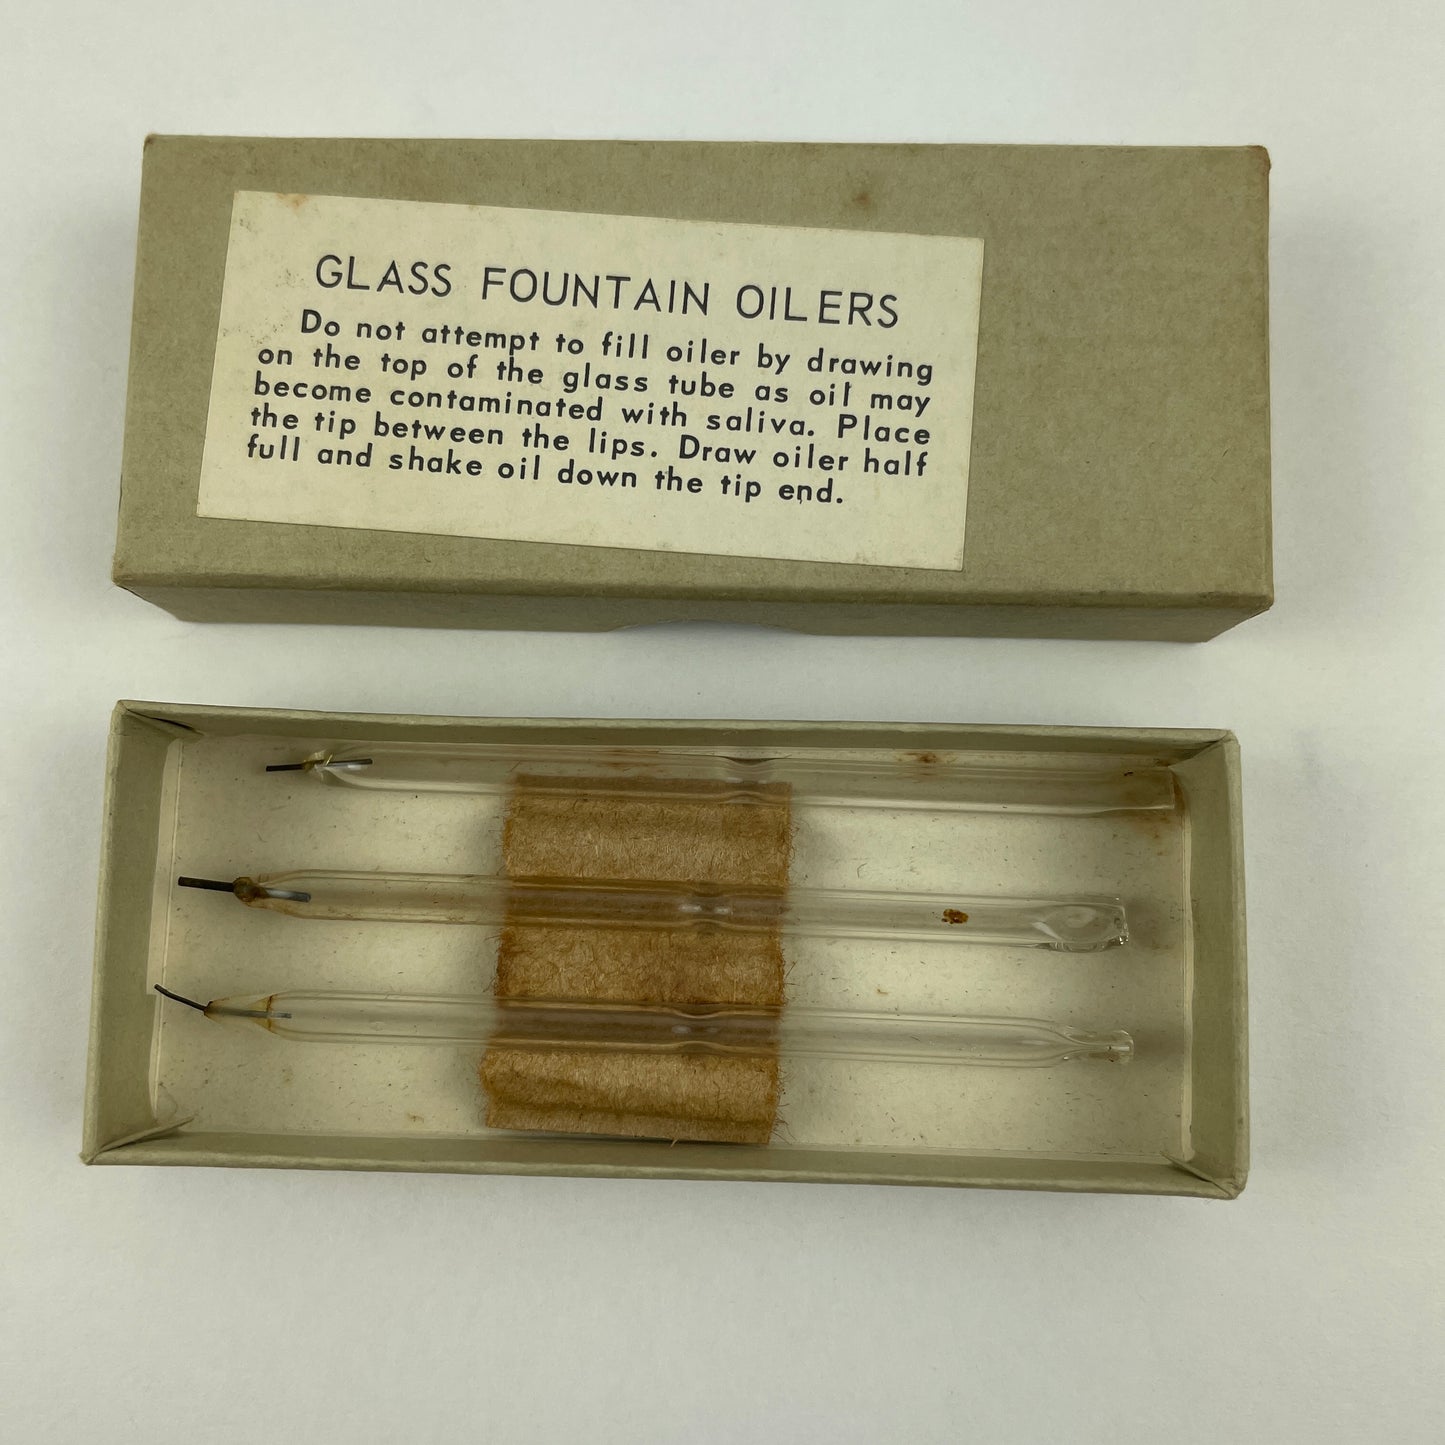 GLASS FOUNTAIN OILERS
Do not attempt to fill oiler by drawing
on the top of the glass tube as oil may
become contaminated with saliva. Place
the tip between the lips. Draw oiler half
full and shake oil down the tip end.